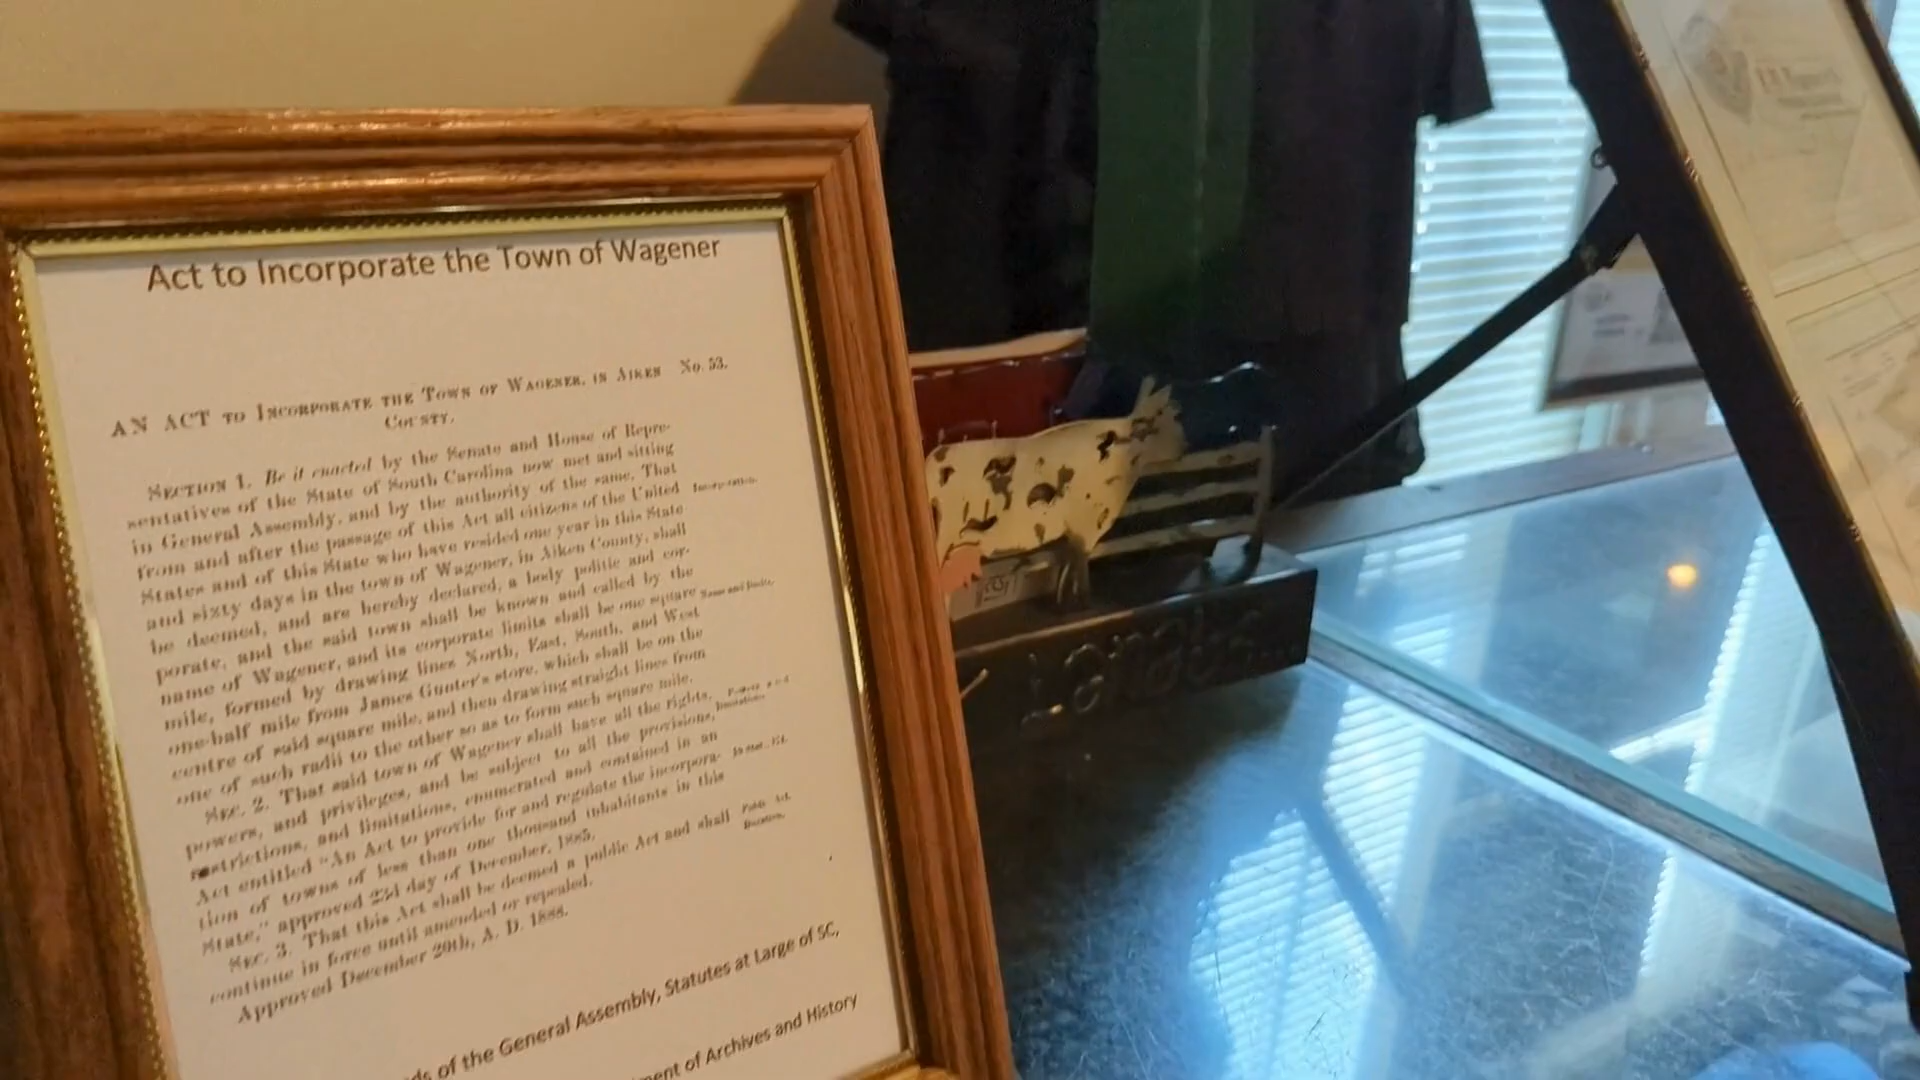 Act to Incorporate the Town of Wagener
AN ACT TO INCORPORATE THE TOWN OF WAGENER, IN AIKEN No. 53.
COUNTY.
SECTION 1. Be it enacted by the Senate and House of Repre-
sentatives of the State of South Carolina now met and sitting
in General Assembly, and by the authority of the same, That
from and after the passage of this Act all citizens of the United
States and of this State who have resided one year in this State
and sixty days in the town of Wagener, in Aiken County, shall
be deemed, and are hereby declared, a body politic and cor-
porate, and the said town shall be known and called by the
name of Wagener, and its corporate limits shall be one square
mile, formed by drawing lines North, East, South, and West
one-half mile from James Gunter's store, which shall be on the
centre of said square mile, and then drawing straight lines from
one of such radii to the other so as to form such square mile.
SEC. 2. That said town of Wagener shall have all the rights,
powers, and privileges, and be subject to all the provisions,
restrictions, and limitations, enumerated and contained in an
Act entitled "An Act to provide for and regulate the incorpora-
tion of towns of less than one thousand inhabitants in this
State," approved 23d day of December, 1885.
SEC. 3. That this Act shall be deemed a public Act and shall
continue in force until amended or repealed.
Approved December 20th, A. D. 1888.
Incorporation.
Public Act.
Duration.
of the General Assembly, Statutes at Large of SC,
of Archives and History